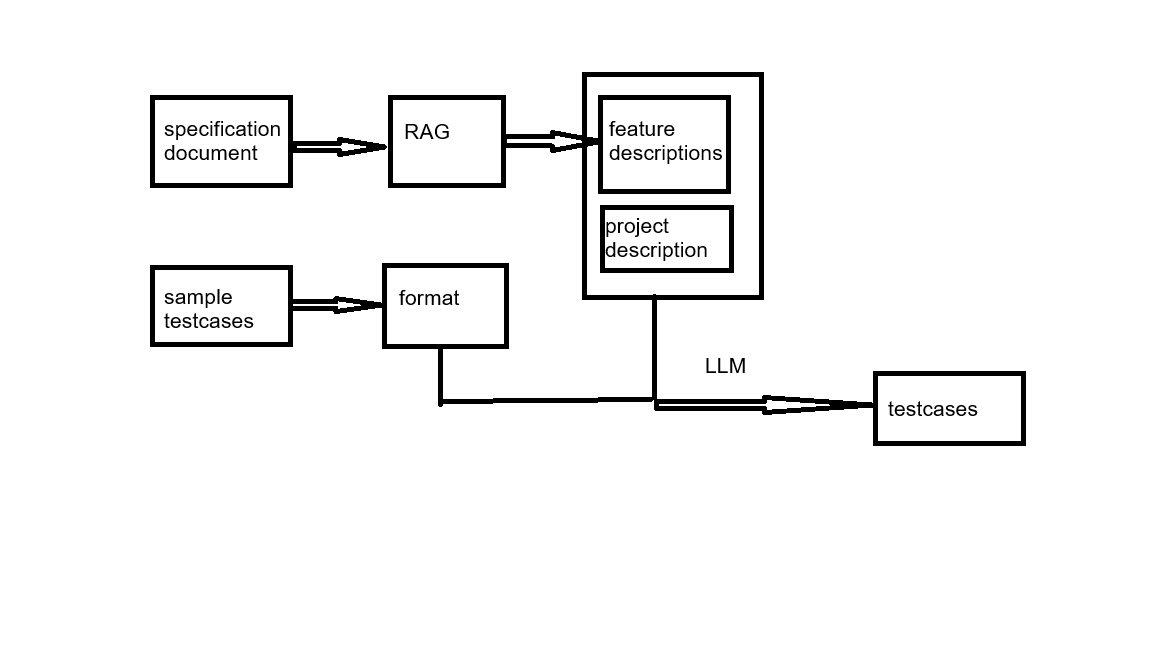 specification
document
RAG
feature
descriptions
project
description
sample
testcases
format
LLM
testcases